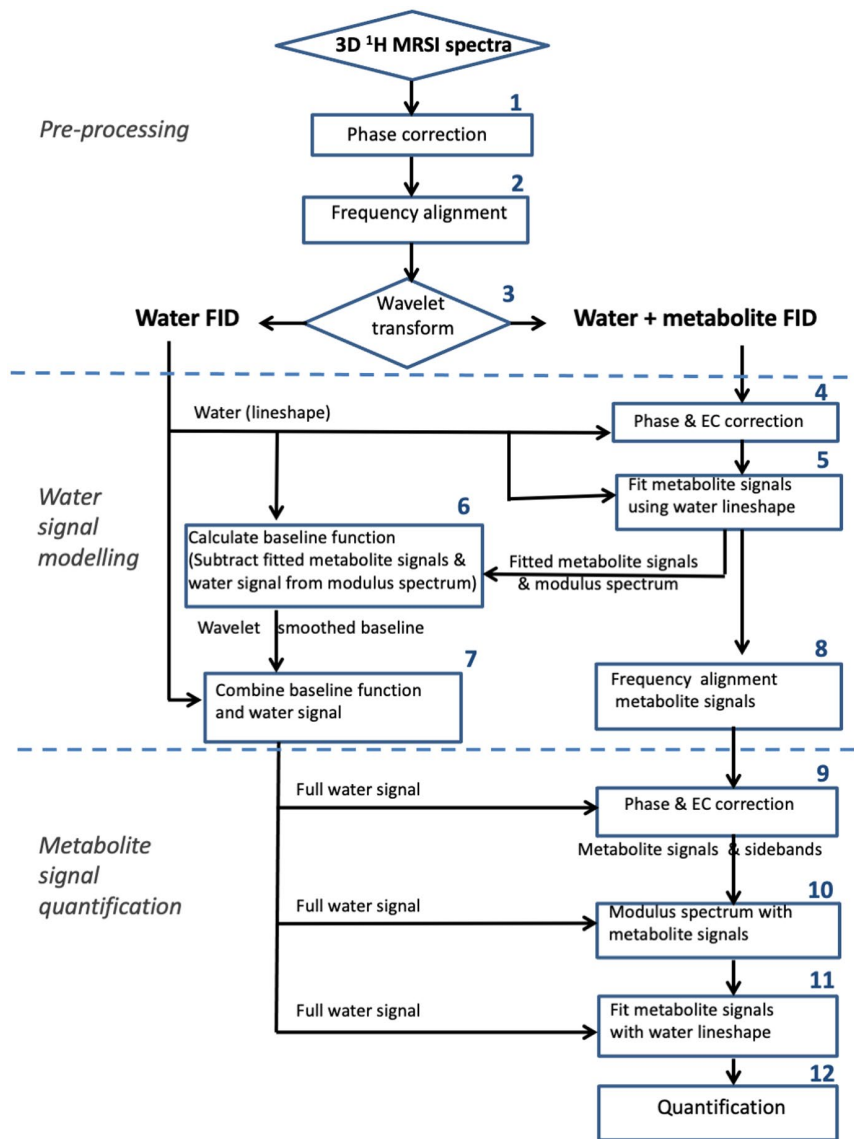 3D ¹H MRSI spectra
Pre-processing
1
Phase correction
2
Frequency alignment
3
Wavelet
transform
Water FID
Water + metabolite FID
Water
signal
modelling
Water (lineshape)
4
Phase & EC correction
5
Fit metabolite signals
using water lineshape
6
Calculate baseline function
(Subtract fitted metabolite signals &
water signal from modulus spectrum)
Fitted metabolite signals
& modulus spectrum
Wavelet smoothed baseline
7
Combine baseline function
and water signal
8
Frequency alignment
metabolite signals
Metabolite
signal
quantification
Full water signal
9
Phase & EC correction
Metabolite signals & sidebands
Full water signal
10
Modulus spectrum with
metabolite signals
Full water signal
11
Fit metabolite signals
with water lineshape
12
Quantification